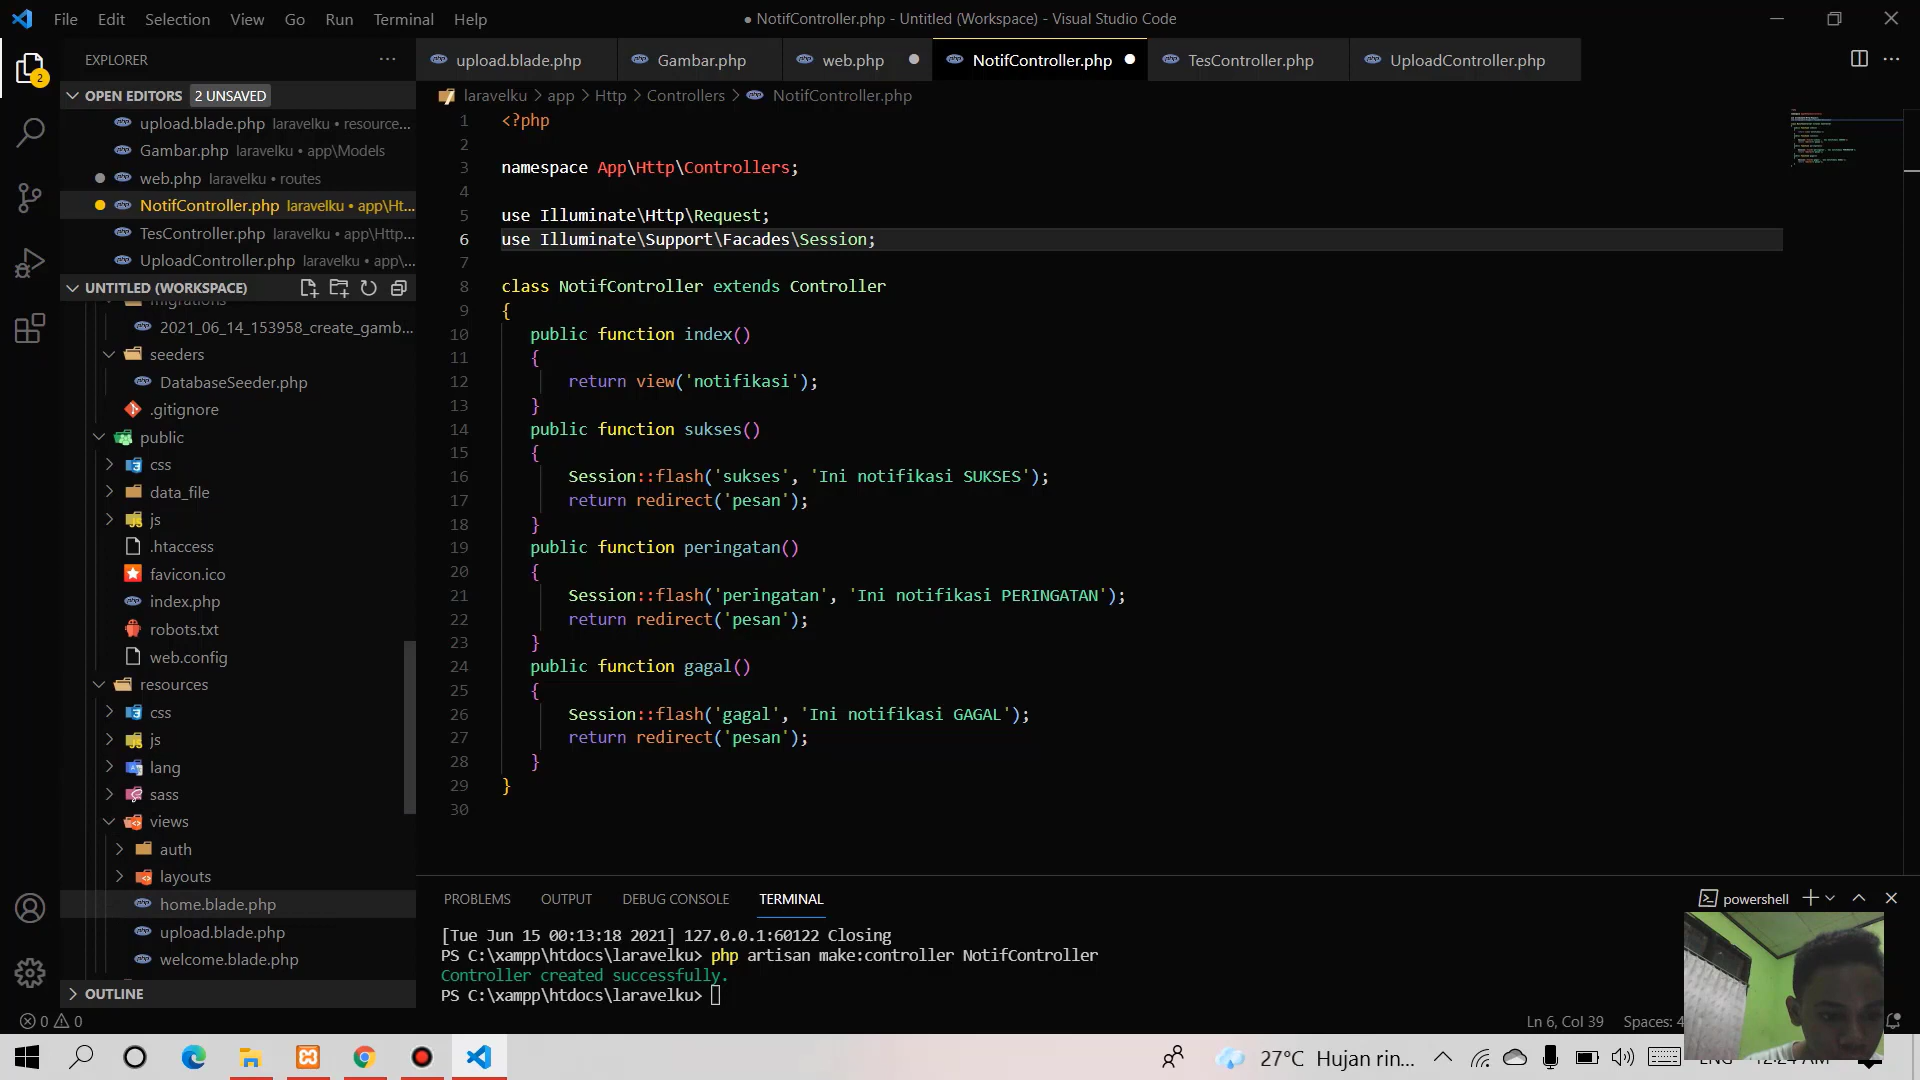 File Edit Selection View Go Run Terminal Help
● NotifController.php - Untitled (Workspace) - Visual Studio Code
EXPLORER
OPEN EDITORS 2 UNSAVED
upload.blade.php laravelku • resource...
Gambar.php laravelku • app\Models
web.php laravelku • routes
NotifController.php laravelku • app\Ht...
TesController.php laravelku • app\Http...
UploadController.php laravelku • app\...
UNTITLED (WORKSPACE)
migrations
2021_06_14_153958_create_gamb...
seeders
DatabaseSeeder.php
.gitignore
public
css
data_file
js
.htaccess
favicon.ico
index.php
robots.txt
web.config
resources
css
js
lang
sass
views
auth
layouts
home.blade.php
upload.blade.php
welcome.blade.php
OUTLINE
upload.blade.php Gambar.php web.php NotifController.php TesController.php UploadController.php
laravelku > app > Http > Controllers > NotifController.php
1 <?php
2
3 namespace App\Http\Controllers;
4
5 use Illuminate\Http\Request;
6 use Illuminate\Support\Facades\Session;
7
8 class NotifController extends Controller
9 {
10 public function index()
11 {
12 return view('notifikasi');
13 }
14 public function sukses()
15 {
16 Session::flash('sukses', 'Ini notifikasi SUKSES');
17 return redirect('pesan');
18 }
19 public function peringatan()
20 {
21 Session::flash('peringatan', 'Ini notifikasi PERINGATAN');
22 return redirect('pesan');
23 }
24 public function gagal()
25 {
26 Session::flash('gagal', 'Ini notifikasi GAGAL');
27 return redirect('pesan');
28 }
29 }
30
PROBLEMS OUTPUT DEBUG CONSOLE TERMINAL
powershell
[Tue Jun 15 00:13:18 2021] 127.0.0.1:60122 Closing
PS C:\xampp\htdocs\laravelku> php artisan make:controller NotifController
Controller created successfully.
PS C:\xampp\htdocs\laravelku>
0 0
Ln 6, Col 39 Spaces: 4
27°C Hujan rin...